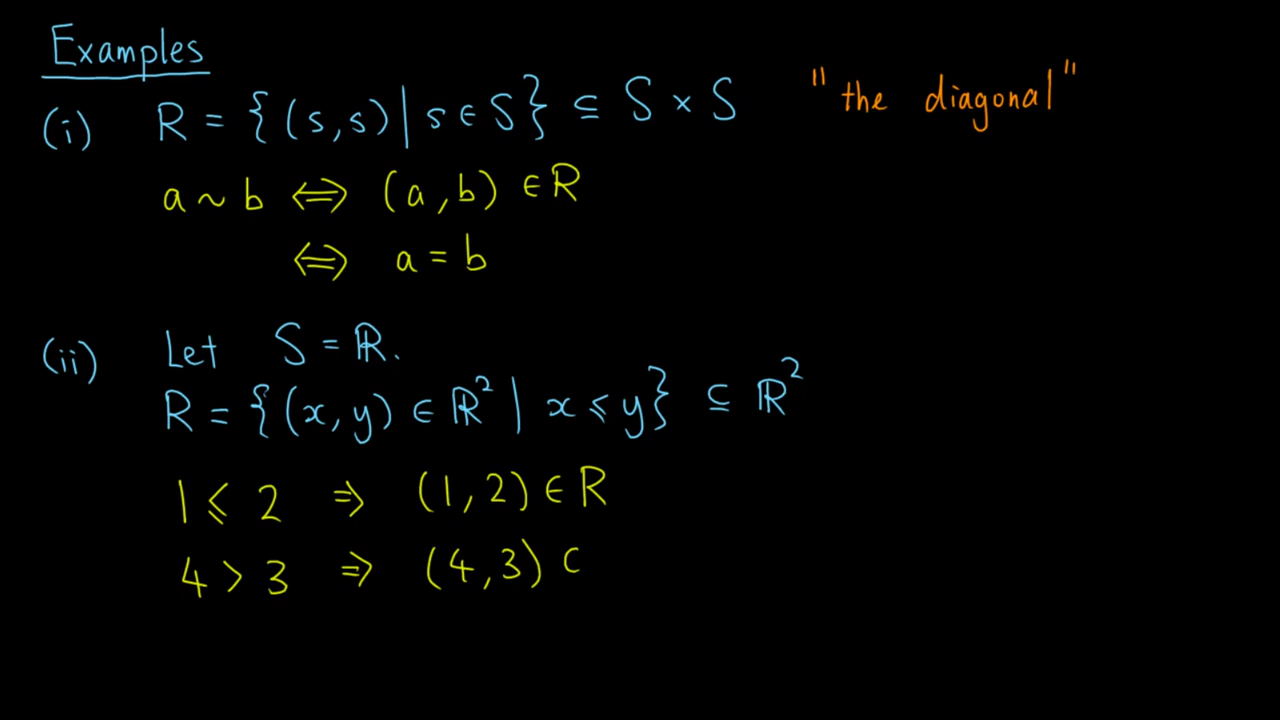 Examples
(i) R = {(s,s) | s ∈ S} ⊆ S × S "the diagonal"
a ~ b ⟺ (a,b) ∈ R
⟺ a = b
(ii) Let S = ℝ.
R = {(x,y) ∈ ℝ² | x ⩽ y} ⊆ ℝ²
1 ⩽ 2 ⇒ (1,2) ∈ R
4 > 3 ⇒ (4,3) c